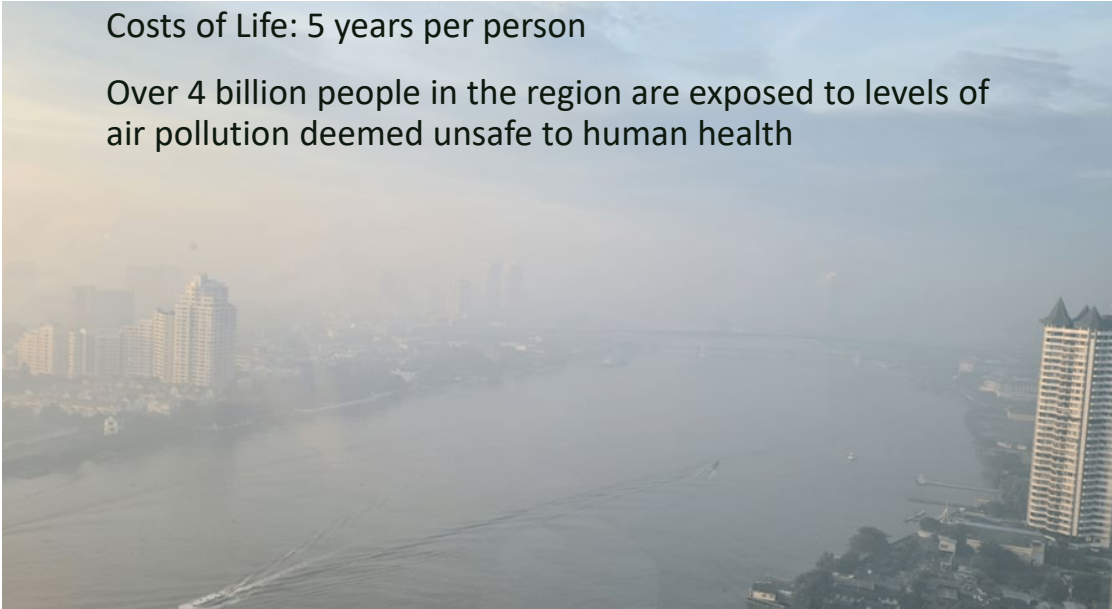 Costs of Life: 5 years per person
Over 4 billion people in the region are exposed to levels of
air pollution deemed unsafe to human health